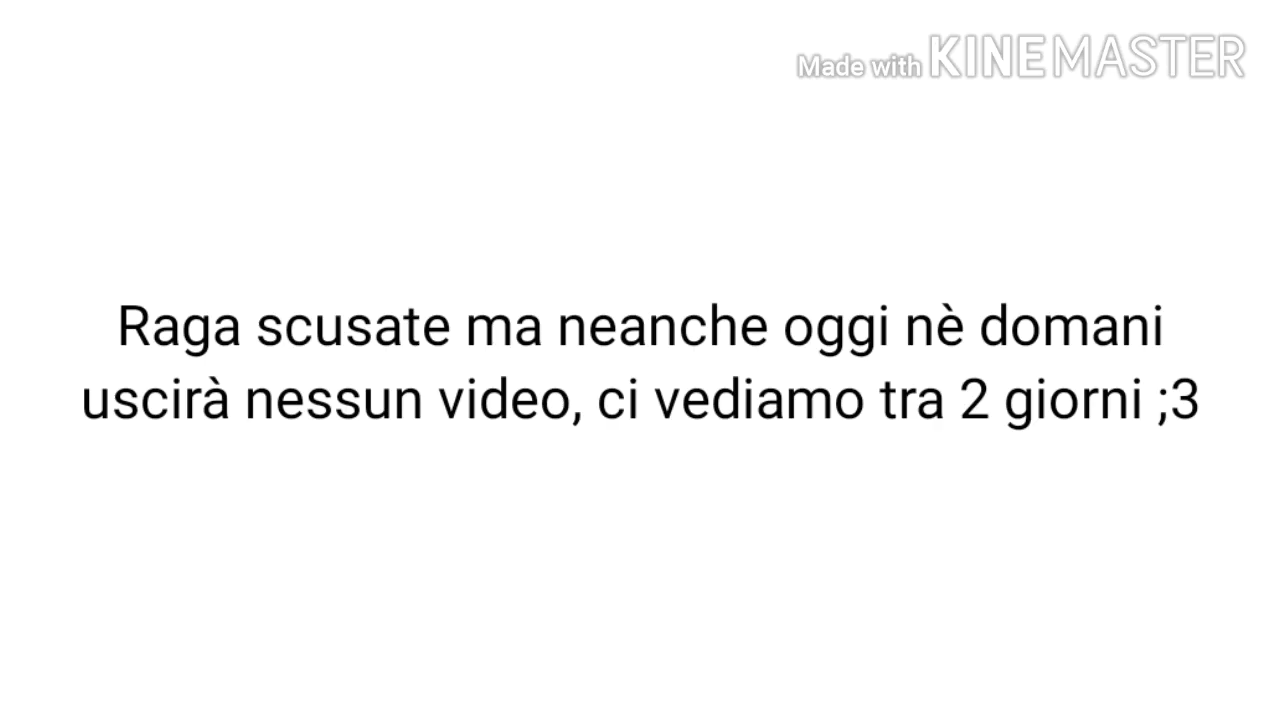 Made with KINEMASTER
Raga scusate ma neanche oggi nè domani
uscirà nessun video, ci vediamo tra 2 giorni ;3